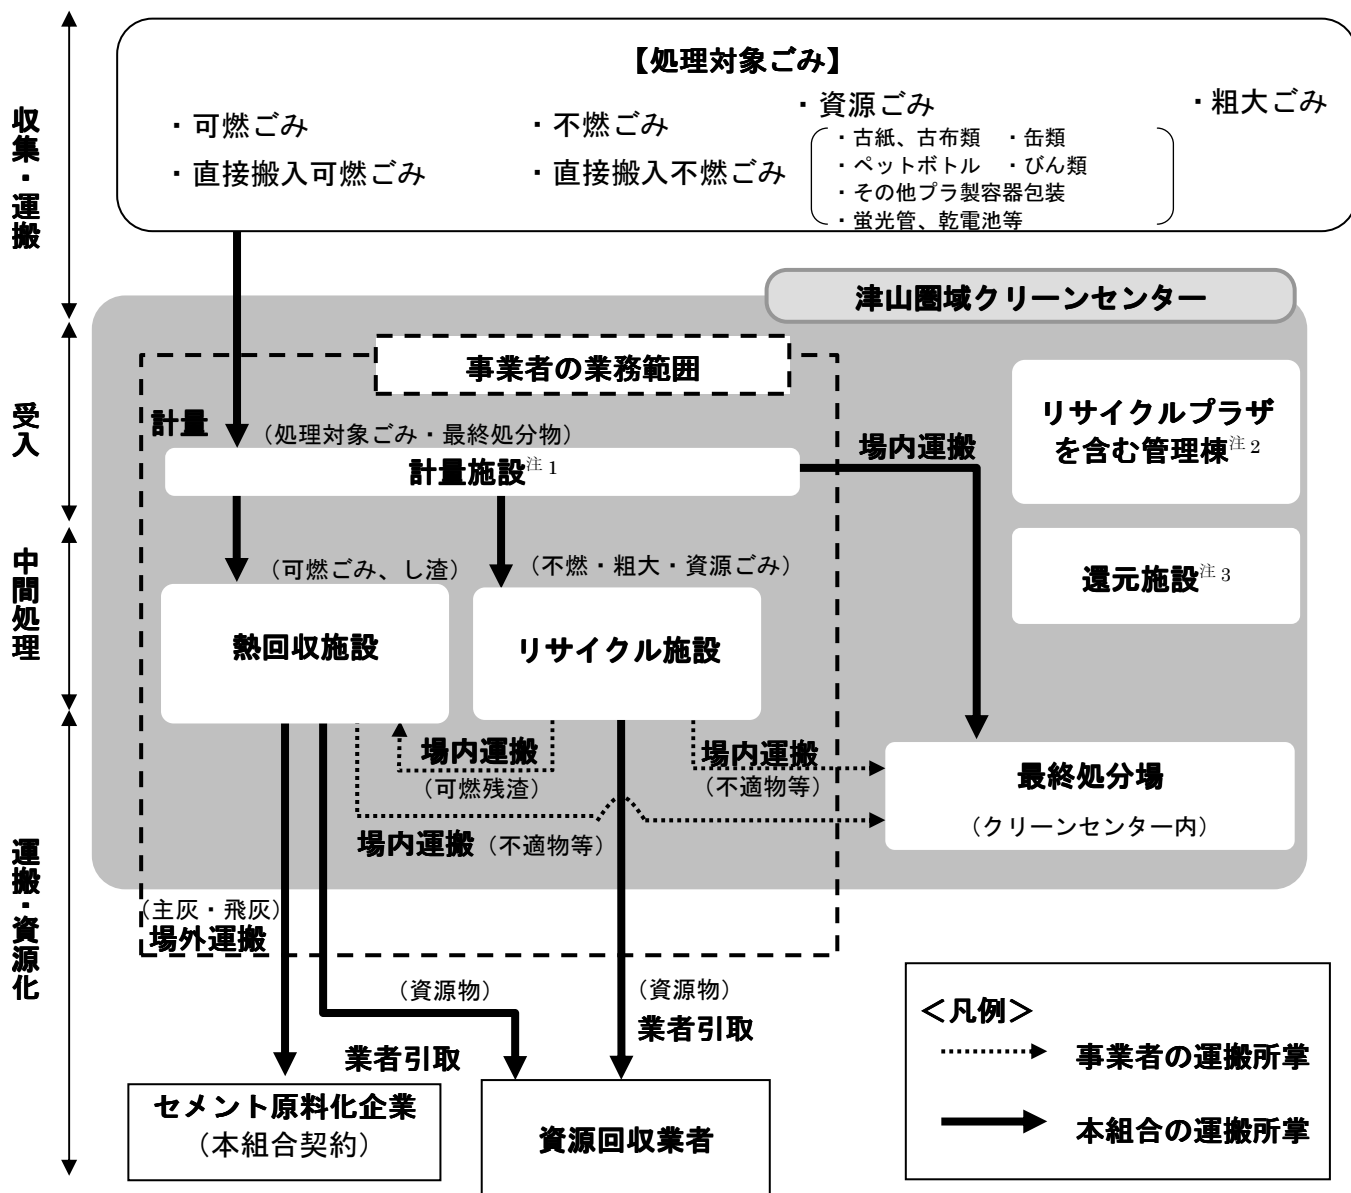 【処理対象ごみ】
・可燃ごみ
・直接搬入可燃ごみ
・不燃ごみ
・直接搬入不燃ごみ
・資源ごみ
・古紙、古布類 ・缶類
・ペットボトル ・びん類
・その他プラ製容器包装
・蛍光管、乾電池等
・粗大ごみ
収集・運搬
津山圏域クリーンセンター
事業者の業務範囲
受入
計量
（処理対象ごみ・最終処分物）
計量施設注1
場内運搬
リサイクルプラザ
を含む管理棟注2
中間処理
（可燃ごみ、し渣）
（不燃・粗大・資源ごみ）
還元施設注3
熱回収施設
リサイクル施設
運搬・資源化
場内運搬
（可燃残渣）
場内運搬
（不適物等）
場内運搬（不適物等）
最終処分場
（クリーンセンター内）
（主灰・飛灰）
場外運搬
（資源物）
業者引取
（資源物）
業者引取
セメント原料化企業
（本組合契約）
資源回収業者
＜凡例＞
事業者の運搬所掌
本組合の運搬所掌